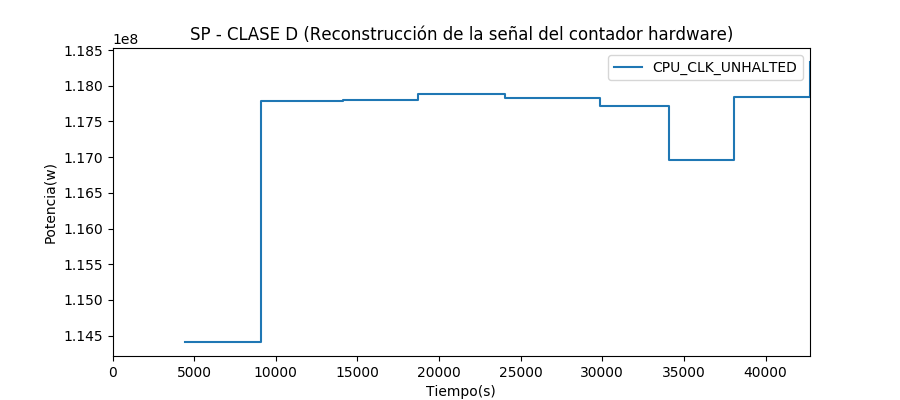 SP - CLASE D (Reconstrucción de la señal del contador hardware)
1e8
CPU_CLK_UNHALTED
1.185
1.180
1.175
1.170
1.165
1.160
1.155
1.150
1.145
Potencia(w)
0 5000 10000 15000 20000 25000 30000 35000 40000
Tiempo(s)